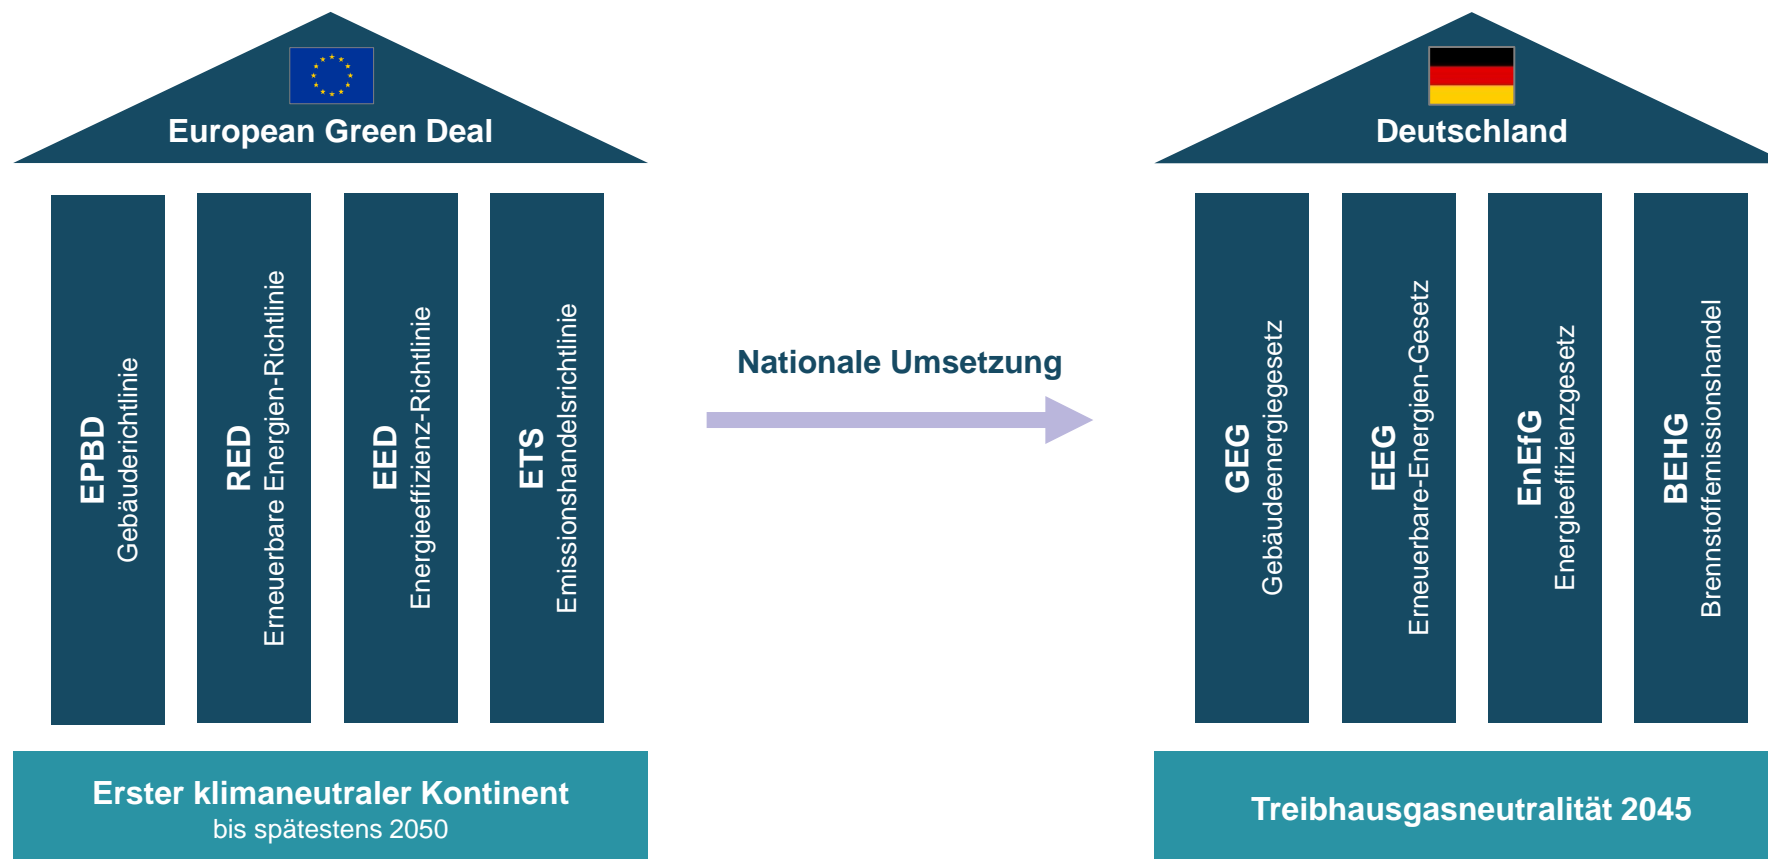 European Green Deal
EPBD
Gebäuderichtlinie
RED
Erneuerbare Energien-Richtlinie
EED
Energieeffizienz-Richtlinie
ETS
Emissionshandelsrichtlinie
Erster klimaneutraler Kontinent
bis spätestens 2050
Nationale Umsetzung
Deutschland
GEG
Gebäudeenergiegesetz
EEG
Erneuerbare-Energien-Gesetz
EnEfG
Energieeffizienzgesetz
BEHG
Brennstoffemissionshandel
Treibhausgasneutralität 2045